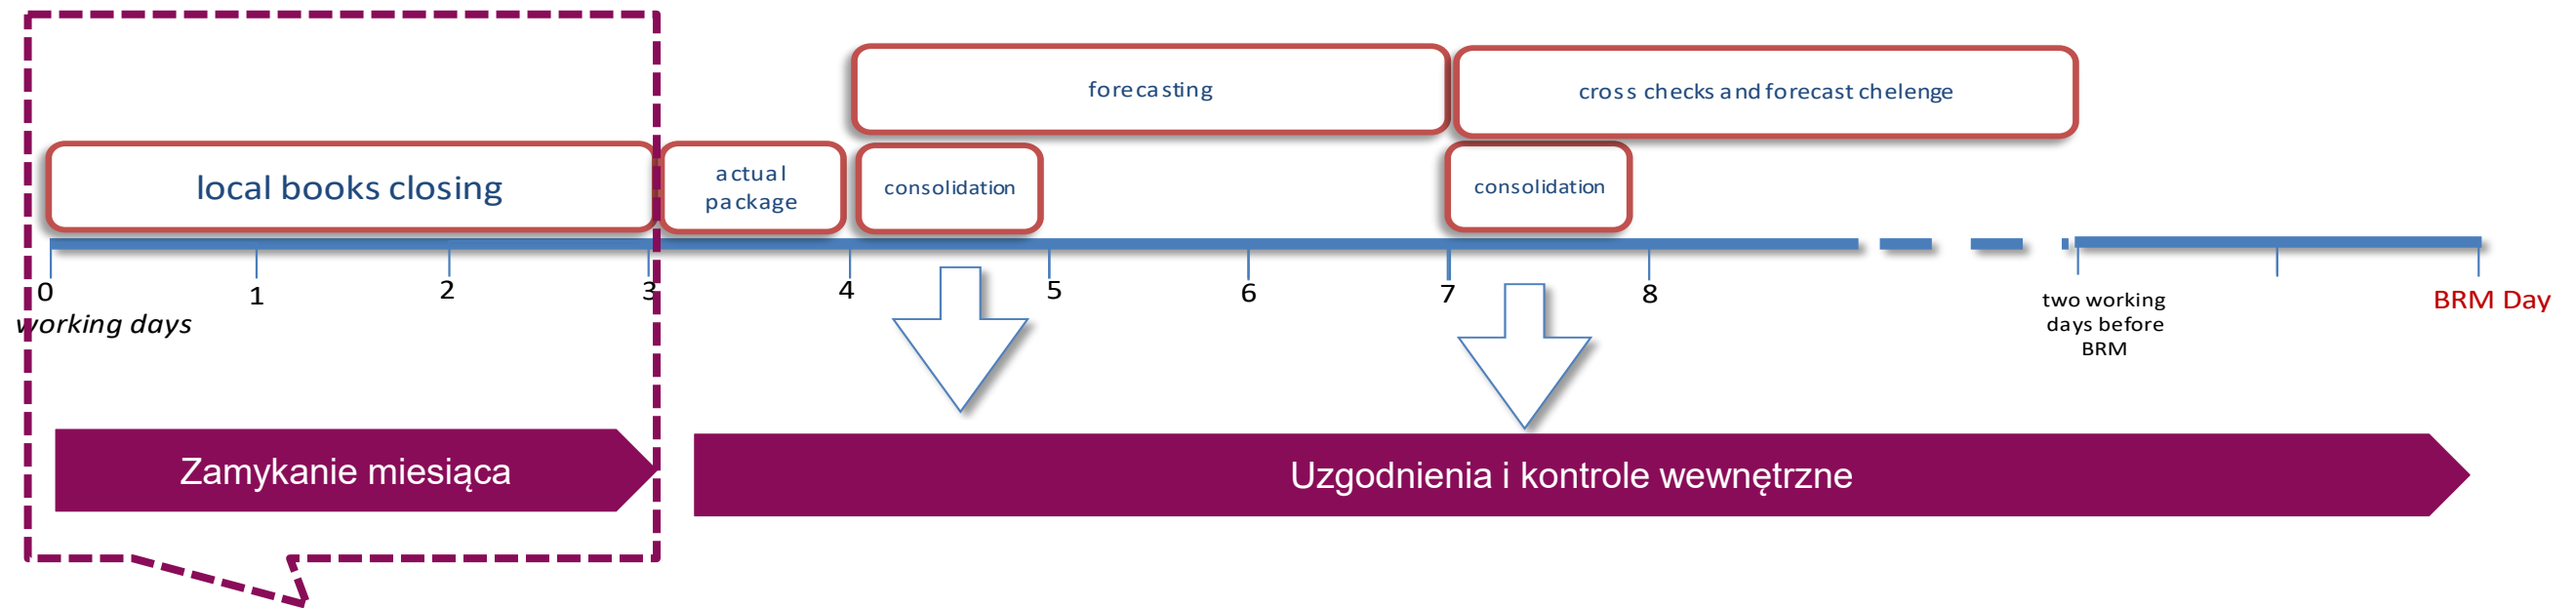 forecasting
cross checks and forecast chelenge
local books closing
actual
package
consolidation
consolidation
0
1
2
3
4
5
6
7
8
working days
two working
days before
BRM
BRM Day
Zamykanie miesiąca
Uzgodnienia i kontrole wewnętrzne